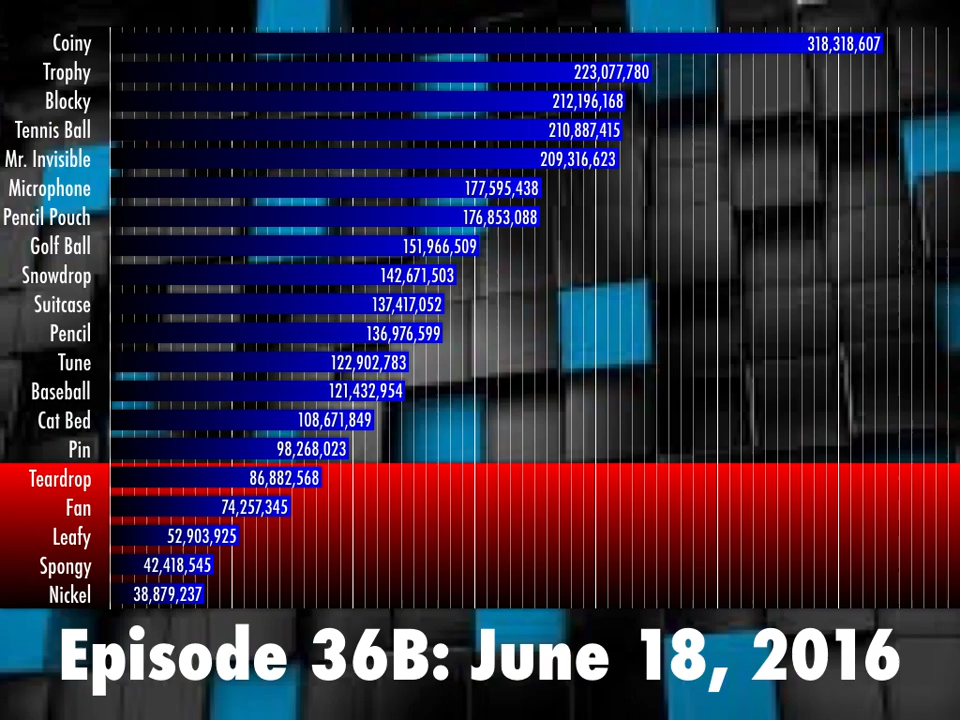 Coiny 318,318,607
Trophy 223,077,780
Blocky 212,196,168
Tennis Ball 210,887,415
Mr. Invisible 209,316,623
Microphone 177,595,438
Pencil Pouch 176,853,088
Golf Ball 151,966,509
Snowdrop 142,671,503
Suitcase 137,417,052
Pencil 136,976,599
Tune 122,902,783
Baseball 121,432,954
Cat Bed 108,671,849
Pin 98,268,023
Teardrop 86,882,568
Fan 74,257,345
Leafy 52,903,925
Spongy 42,418,545
Nickel 38,879,237
Episode 36B: June 18, 2016